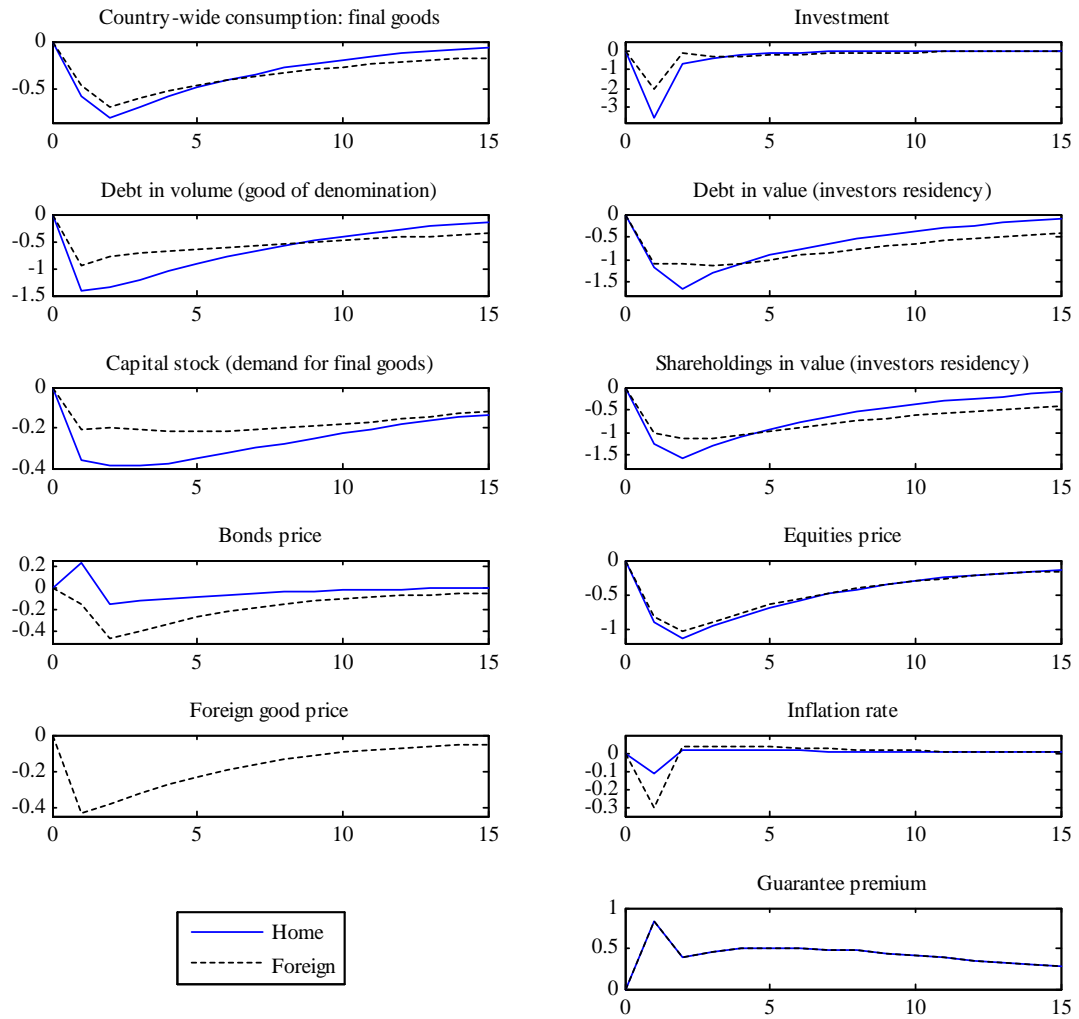 Country-wide consumption: final goods
0
-0.5
0 5 10 15
Investment
0
-1
-2
-3
0 5 10 15
Debt in volume (good of denomination)
0
-0.5
-1
-1.5
0 5 10 15
Debt in value (investors residency)
0
-0.5
-1
-1.5
0 5 10 15
Capital stock (demand for final goods)
0
-0.2
-0.4
0 5 10 15
Shareholdings in value (investors residency)
0
-0.5
-1
-1.5
0 5 10 15
Bonds price
0.2
0
-0.2
-0.4
0 5 10 15
Equities price
0
-0.5
-1
0 5 10 15
Foreign good price
0
-0.2
-0.4
0 5 10 15
Inflation rate
0
-0.1
-0.2
-0.3
0 5 10 15
Guarantee premium
1
0.5
0
0 5 10 15
Home
Foreign